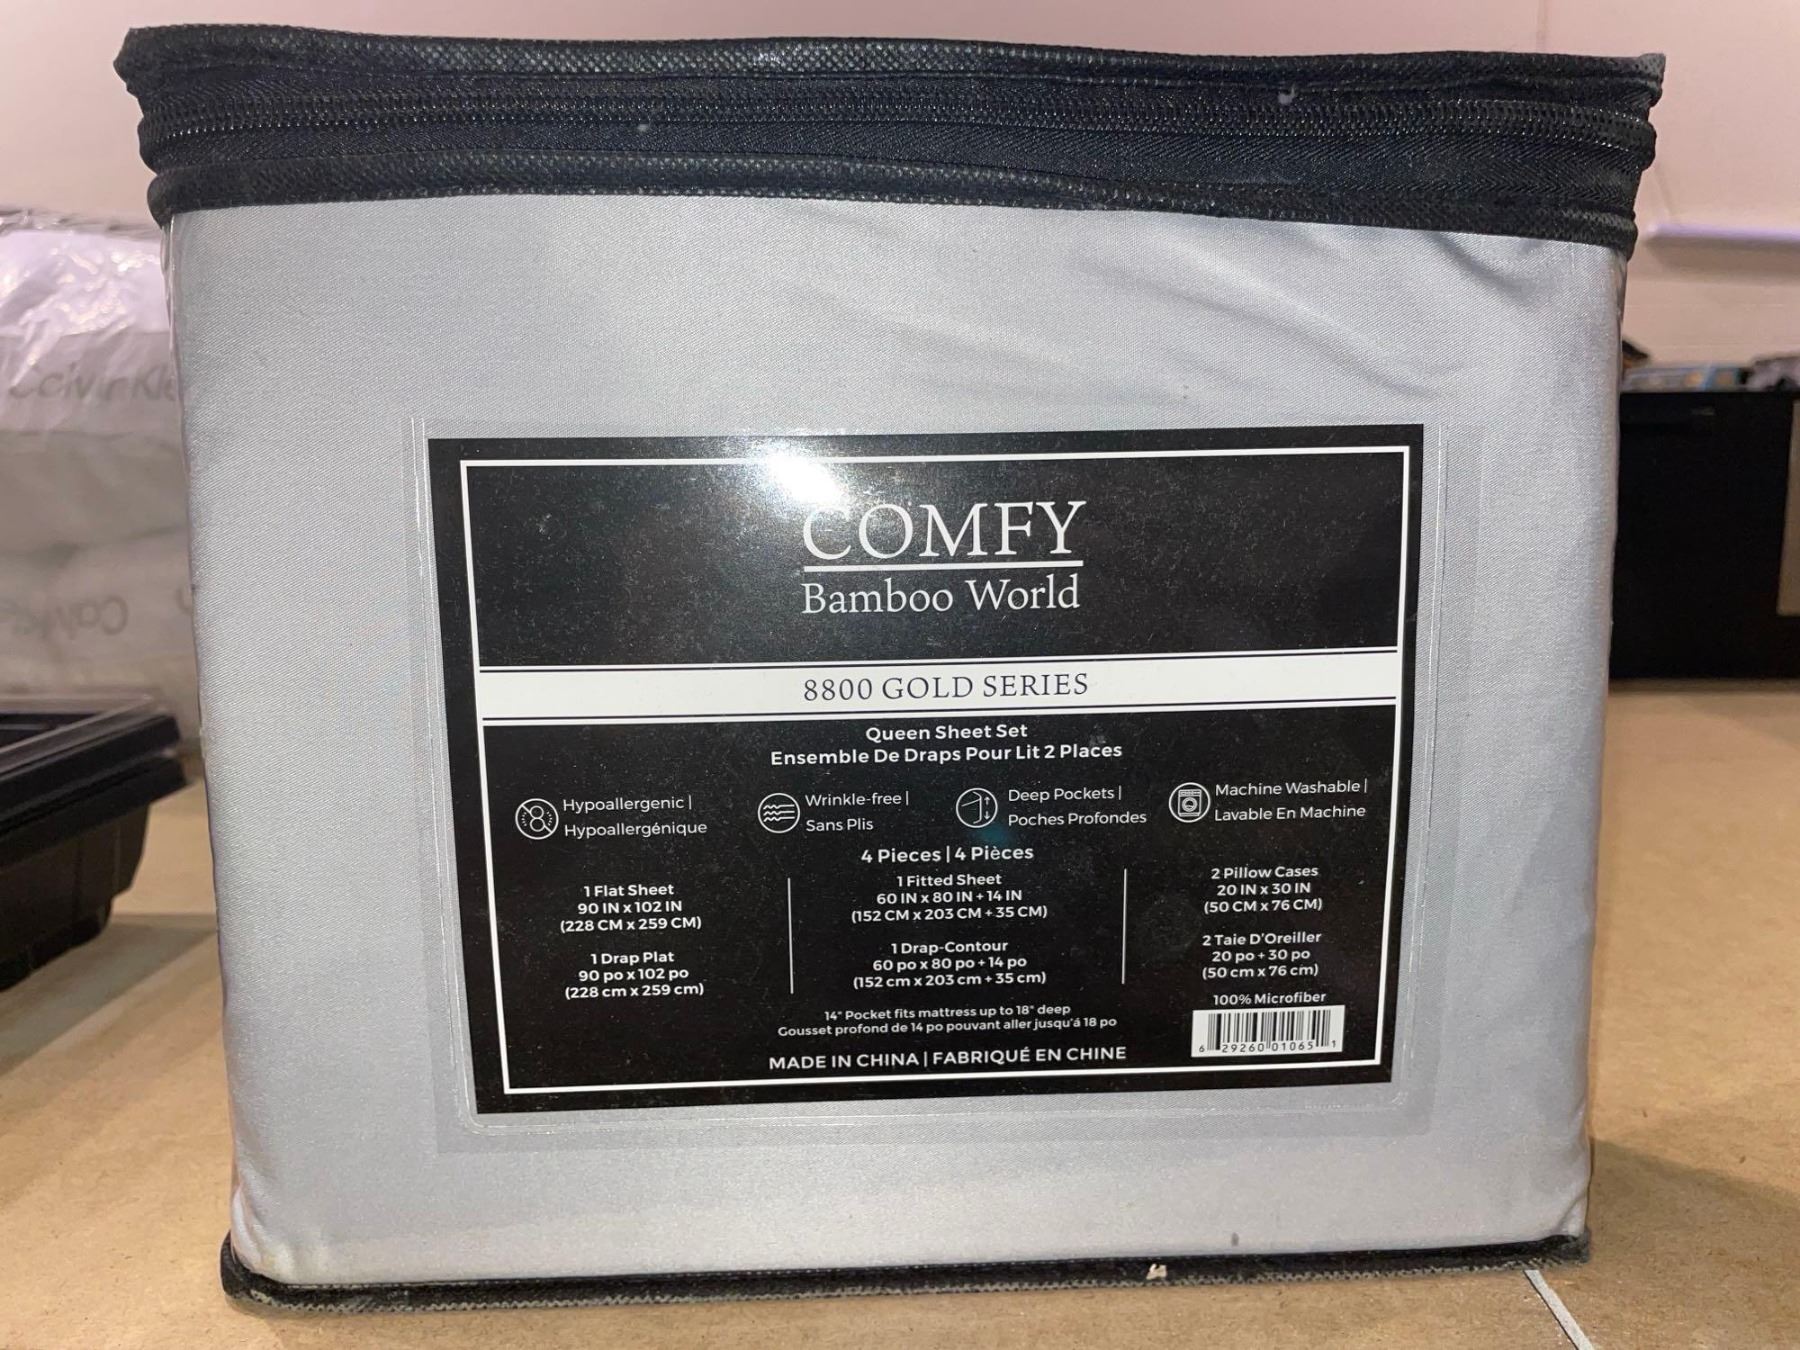 COMFY
Bamboo World
8800 GOLD SERIES
Queen Sheet Set
Ensemble De Draps Pour Lit 2 Places
Hypoallergenic |
Hypoallergénique
Wrinkle-free |
Sans Plis
Deep Pockets |
Poches Profondes
Machine Washable |
Lavable En Machine
4 Pieces | 4 Pièces
1 Flat Sheet
90 IN x 102 IN
(228 CM x 259 CM)
1 Drap Plat
90 po x 102 po
(228 cm x 259 cm)
1 Fitted Sheet
60 IN x 80 IN + 14 IN
(152 CM x 203 CM + 35 CM)
1 Drap-Contour
60 po x 80 po + 14 po
(152 cm x 203 cm + 35 cm)
2 Pillow Cases
20 IN x 30 IN
(50 CM x 76 CM)
2 Taie D'Oreiller
20 po + 30 po
(50 cm x 76 cm)
14" Pocket fits mattress up to 18" deep
Gousset profond de 14 po pouvant aller jusqu'á 18 po
MADE IN CHINA | FABRIQUÉ EN CHINE
100% Microfiber
6 29260 01065 1